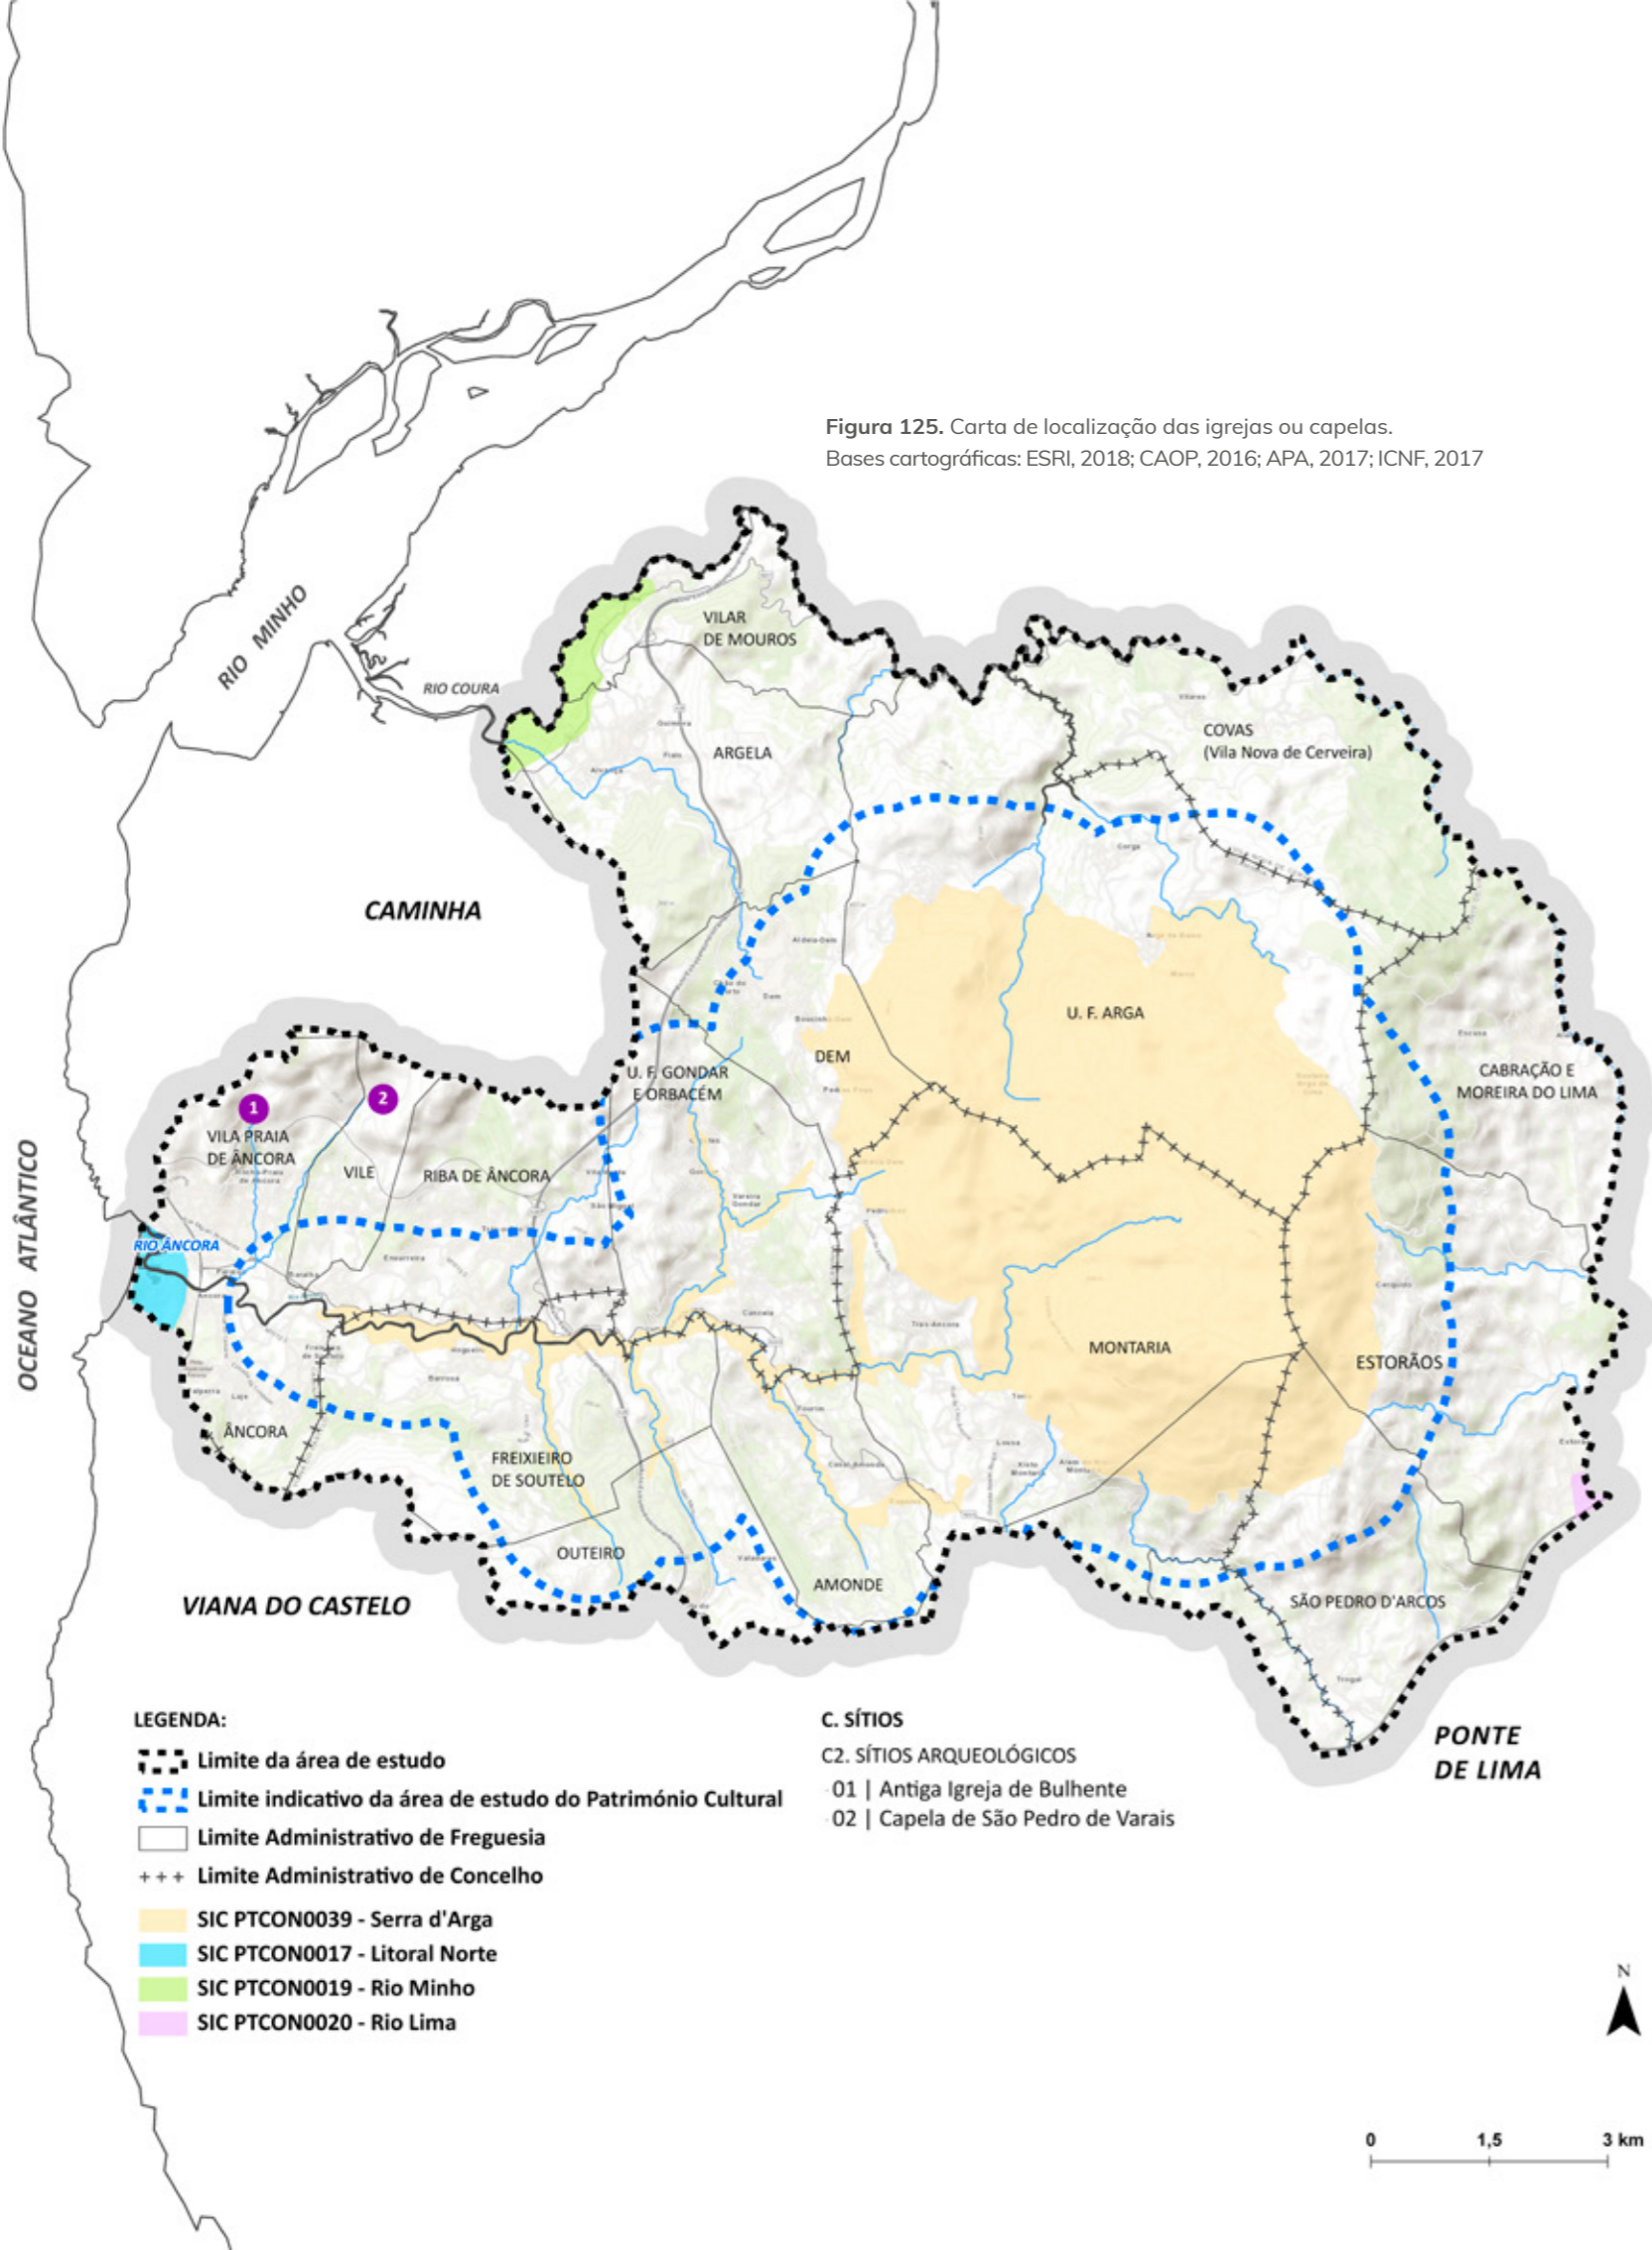 Figura 125. Carta de localização das igrejas ou capelas.
Bases cartográficas: ESRI, 2018; CAOP, 2016; APA, 2017; ICNF, 2017
RIO MINHO
RIO COURA
VILAR
DE MOUROS
ARGELA
COVAS
(Vila Nova de Cerveira)
CAMINHA
U. F. ARGA
DEM
U. F. GONDAR
E ORBACÉM
CABRAÇÃO E
MOREIRA DO LIMA
1
2
VILA PRAIA
DE ÂNCORA
VILE
RIBA DE ÂNCORA
OCEANO ATLÂNTICO
RIO ÂNCORA
MONTARIA
ESTORÃOS
ÂNCORA
FREIXIEIRO
DE SOUTELO
OUTEIRO
AMONDE
SÃO PEDRO D'ARCOS
VIANA DO CASTELO
PONTE
DE LIMA
LEGENDA:
Limite da área de estudo
Limite indicativo da área de estudo do Património Cultural
Limite Administrativo de Freguesia
+++ Limite Administrativo de Concelho
SIC PTCON0039 - Serra d'Arga
SIC PTCON0017 - Litoral Norte
SIC PTCON0019 - Rio Minho
SIC PTCON0020 - Rio Lima
C. SÍTIOS
C2. SÍTIOS ARQUEOLÓGICOS
01 | Antiga Igreja de Bulhente
02 | Capela de São Pedro de Varais
N
0 1,5 3 km